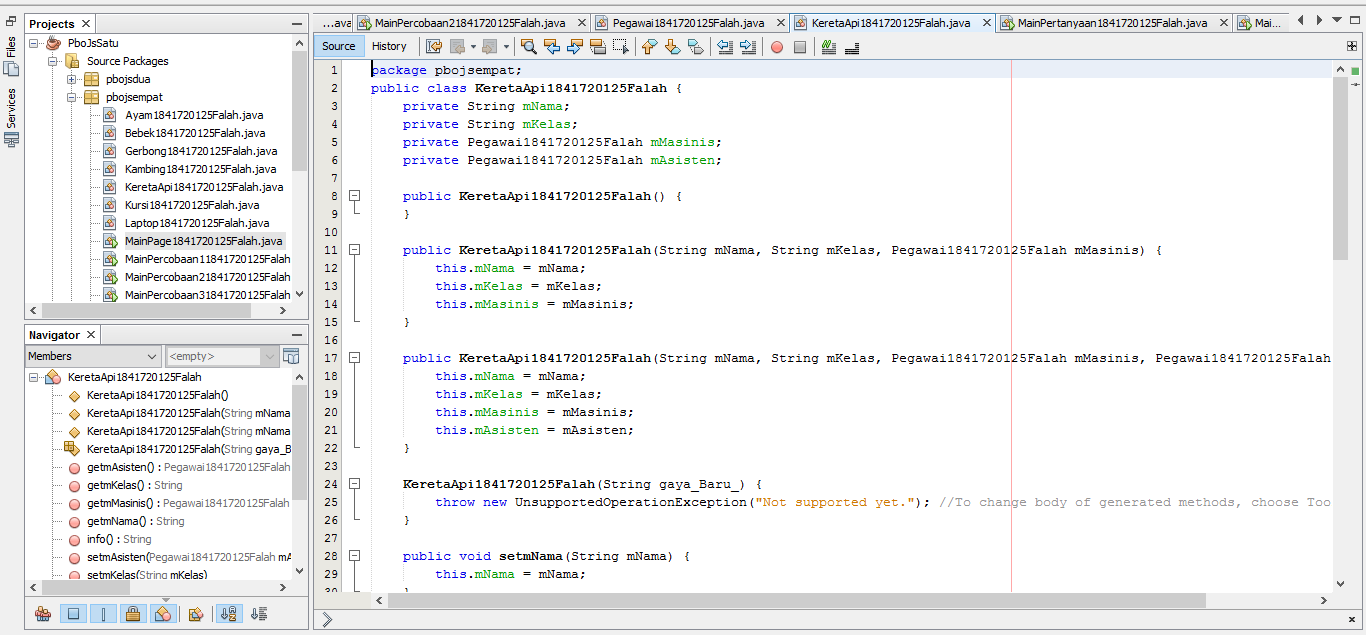 Files
Services
Projects
PboJsSatu
Source Packages
pbojsdua
pbojsempat
Ayam1841720125Falah.java
Bebek1841720125Falah.java
Gerbong1841720125Falah.java
Kambing1841720125Falah.java
KeretaApi1841720125Falah.java
Kursi1841720125Falah.java
Laptop1841720125Falah.java
MainPage1841720125Falah.java
MainPercobaan11841720125Falah
MainPercobaan21841720125Falah
MainPercobaan31841720125Falah
Navigator
Members <empty>
KeretaApi1841720125Falah
KeretaApi1841720125Falah()
KeretaApi1841720125Falah(String mNama
KeretaApi1841720125Falah(String mNama
KeretaApi1841720125Falah(String gaya_B
getmAsisten() : Pegawai1841720125Falah
getmKelas() : String
getmMasinis() : Pegawai1841720125Falah
getmNama() : String
info() : String
setmAsisten(Pegawai1841720125Falah mA
setmKelas(String mKelas)
...ava MainPercobaan21841720125Falah.java Pegawai1841720125Falah.java KeretaApi1841720125Falah.java MainPertanyaan1841720125Falah.java Mai...
Source History
1 package pbojsempat;
2 public class KeretaApi1841720125Falah {
3 private String mNama;
4 private String mKelas;
5 private Pegawai1841720125Falah mMasinis;
6 private Pegawai1841720125Falah mAsisten;
7
8 public KeretaApi1841720125Falah() {
9 }
10
11 public KeretaApi1841720125Falah(String mNama, String mKelas, Pegawai1841720125Falah mMasinis) {
12 this.mNama = mNama;
13 this.mKelas = mKelas;
14 this.mMasinis = mMasinis;
15 }
16
17 public KeretaApi1841720125Falah(String mNama, String mKelas, Pegawai1841720125Falah mMasinis, Pegawai1841720125Falah
18 this.mNama = mNama;
19 this.mKelas = mKelas;
20 this.mMasinis = mMasinis;
21 this.mAsisten = mAsisten;
22 }
23
24 KeretaApi1841720125Falah(String gaya_Baru_) {
25 throw new UnsupportedOperationException("Not supported yet."); //To change body of generated methods, choose Too
26 }
27
28 public void setmNama(String mNama) {
29 this.mNama = mNama;
30 }